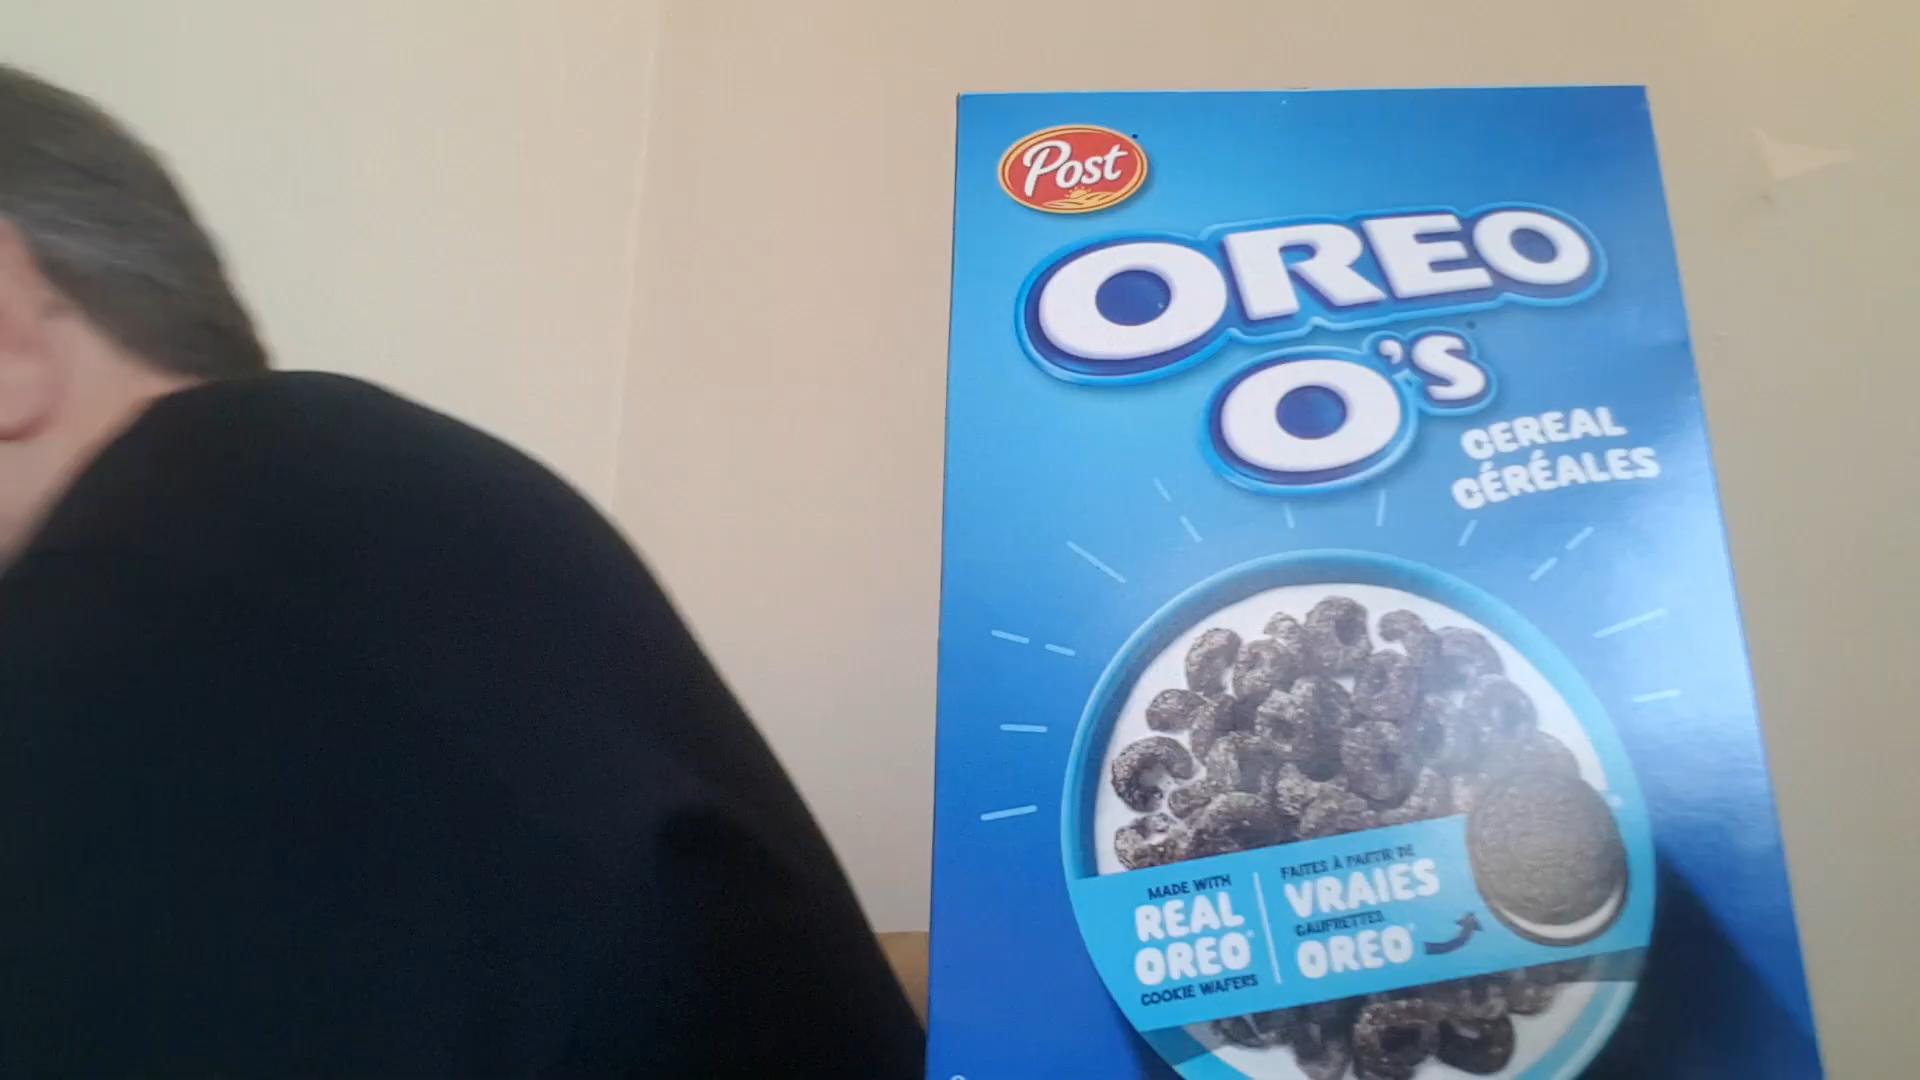 Post
OREO
O'S
CEREAL
CÉRÉALES
MADE WITH
REAL
OREO
COOKIE WAFERS
FAITES À PARTIR DE
VRAIES
GAUFRETTES
OREO